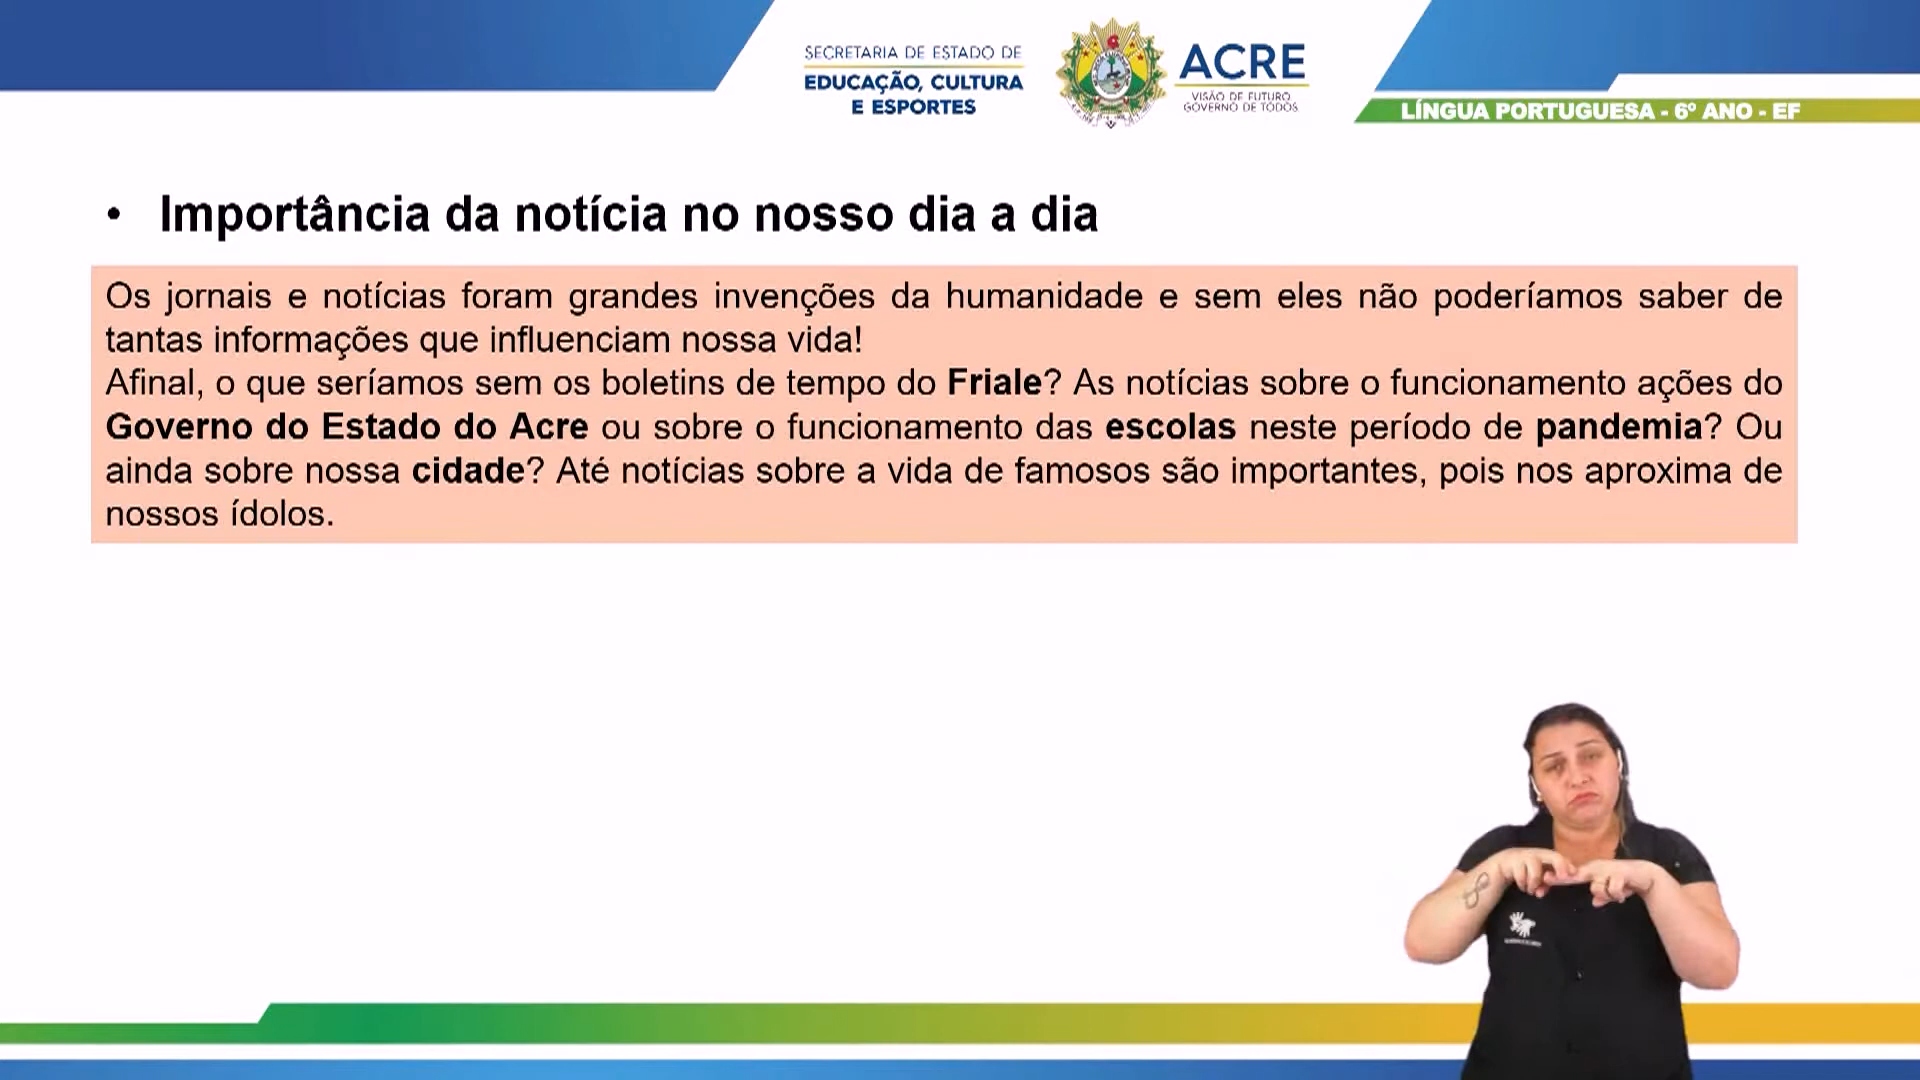 SECRETARIA DE ESTADO DE
EDUCAÇÃO, CULTURA
E ESPORTES
ACRE
VISÃO DE FUTURO
GOVERNO DE TODOS
LÍNGUA PORTUGUESA - 6º ANO - EF
• Importância da notícia no nosso dia a dia
Os jornais e notícias foram grandes invenções da humanidade e sem eles não poderíamos saber de
tantas informações que influenciam nossa vida!
Afinal, o que seríamos sem os boletins de tempo do Friale? As notícias sobre o funcionamento ações do
Governo do Estado do Acre ou sobre o funcionamento das escolas neste período de pandemia? Ou
ainda sobre nossa cidade? Até notícias sobre a vida de famosos são importantes, pois nos aproxima de
nossos ídolos.